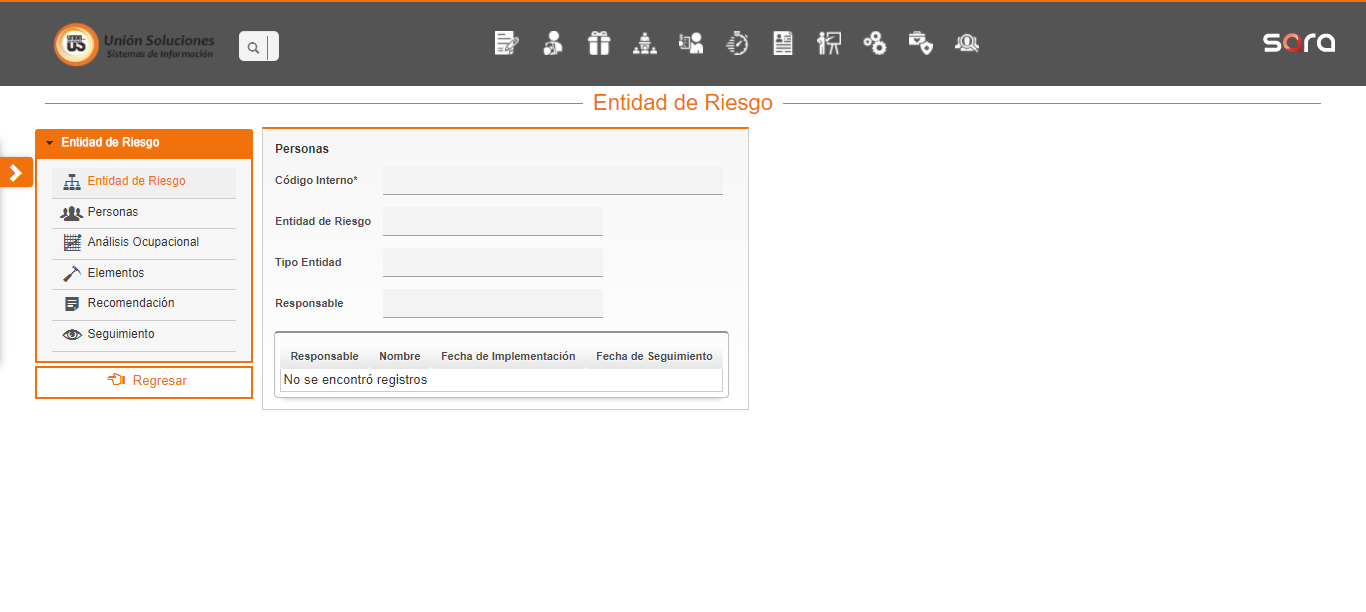 UNION
SOLUCIONES
US
Unión Soluciones
Sistemas de Información
sara
Entidad de Riesgo
Entidad de Riesgo
Entidad de Riesgo
Personas
Análisis Ocupacional
Elementos
Recomendación
Seguimiento
Regresar
Personas
Código Interno*
Entidad de Riesgo
Tipo Entidad
Responsable
Responsable Nombre Fecha de Implementación Fecha de Seguimiento
No se encontró registros